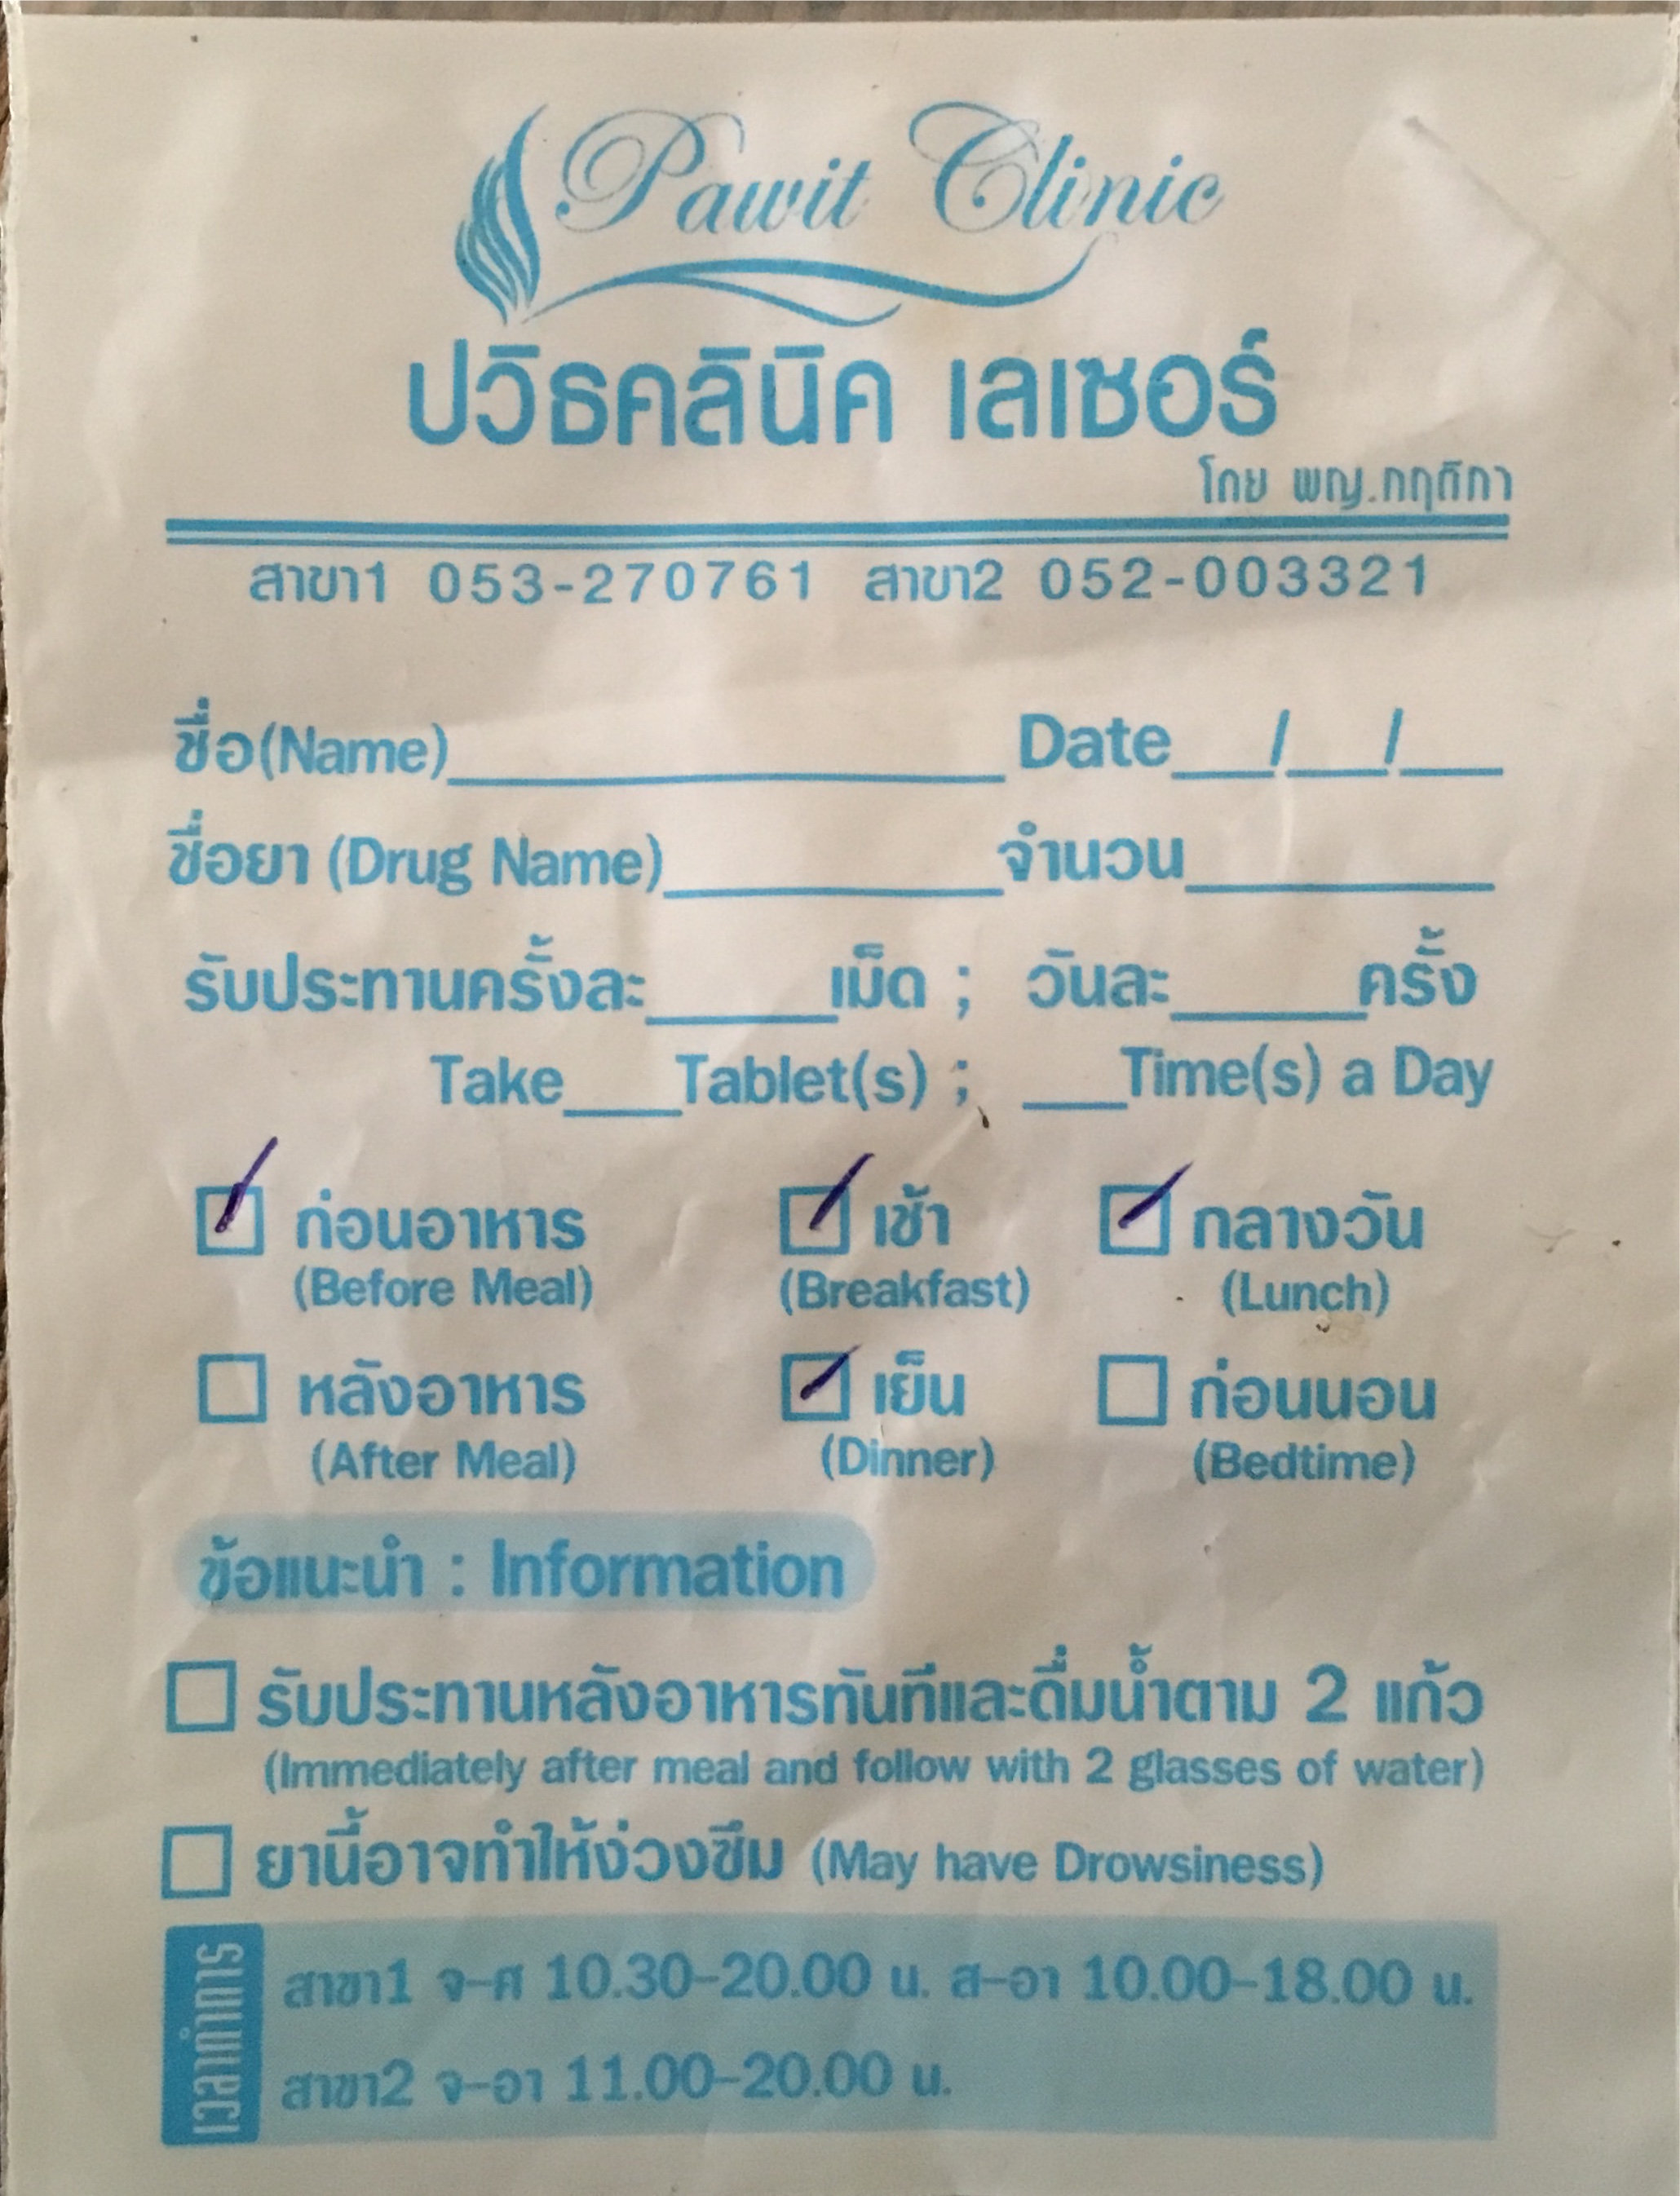 Pawit Clinic
ปวิธคลินิค เลเซอร์
โดย พญ.กฤติกา
สาขา1 053-270761 สาขา2 052-003321
ชื่อ(Name)____________ Date___/___/___
ชื่อยา (Drug Name)________จำนวน_______
รับประทานครั้งละ_____เม็ด ; วันละ_____ครั้ง
Take___Tablet(s) ; ___Time(s) a Day
ก่อนอาหาร เช้า กลางวัน
(Before Meal) (Breakfast) (Lunch)
หลังอาหาร เย็น ก่อนนอน
(After Meal) (Dinner) (Bedtime)
ข้อแนะนำ : Information
รับประทานหลังอาหารทันทีและดื่มน้ำตาม 2 แก้ว
(Immediately after meal and follow with 2 glasses of water)
ยานี้อาจทำให้ง่วงซึม (May have Drowsiness)
เวลาทำการ
สาขา1 จ-ศ 10.30-20.00 น. ส-อา 10.00-18.00 น.
สาขา2 จ-อา 11.00-20.00 น.